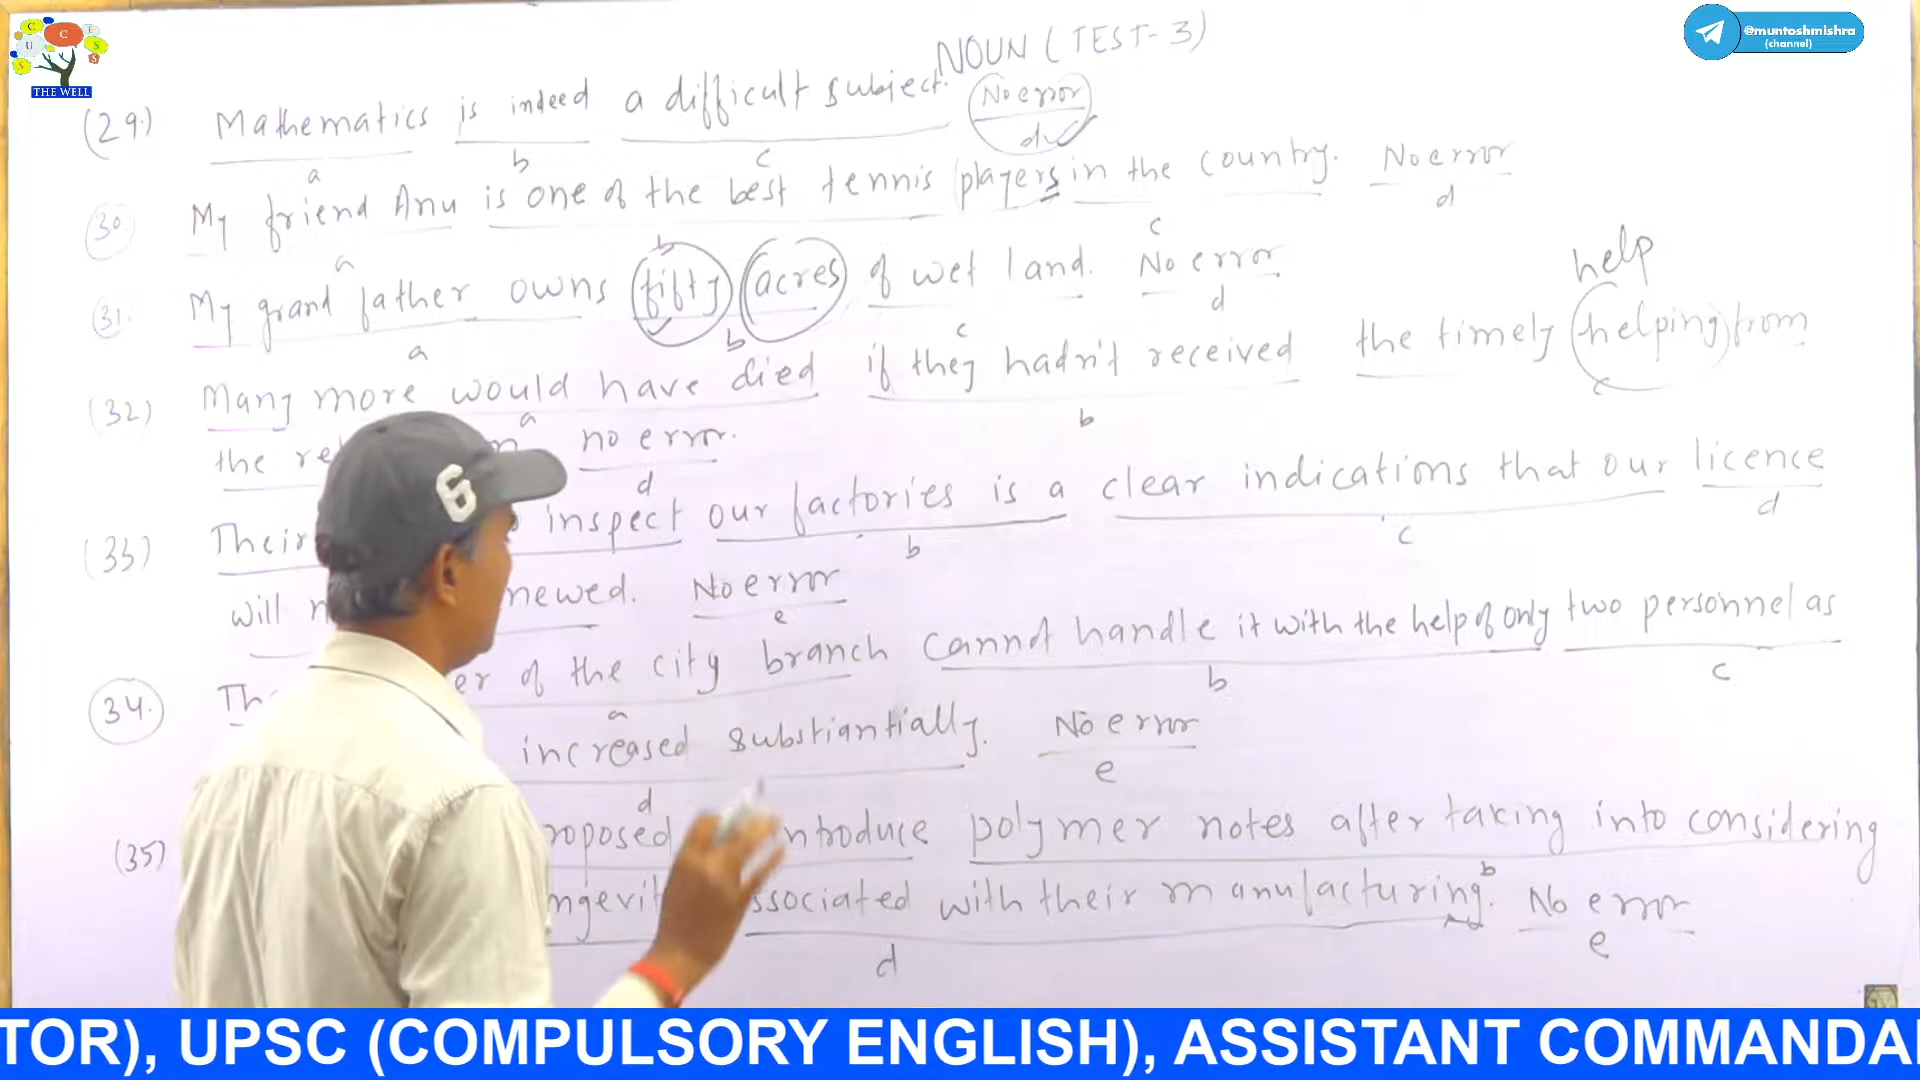 U C C E S S S
THE WELL
@muntoshmishra
(channel)
NOUN (TEST-3)
(29.) Mathematics is indeed a difficult subject. No error
a b c d
(30. My friend Anu is one of the best tennis players in the country. No error
a b c d
(31. My grand father owns fifty acres of wet land. No error
a b c d
help
(32) Many more would have died if they hadn't received the timely helping from
a b c
the no error.
d
(33) Their inspect our factories is a clear indications that our licence
b c d
will newed. No error
e
(34. of the city branch cannot handle it with the help of only two personnel as
a b c
increased substiantially. No error
d e
(35) roposed ntroduce polymer notes after taking into considering
b
ngevit ssociated with their manufacturing. No error
d e
TOR), UPSC (COMPULSORY ENGLISH), ASSISTANT COMMANDA